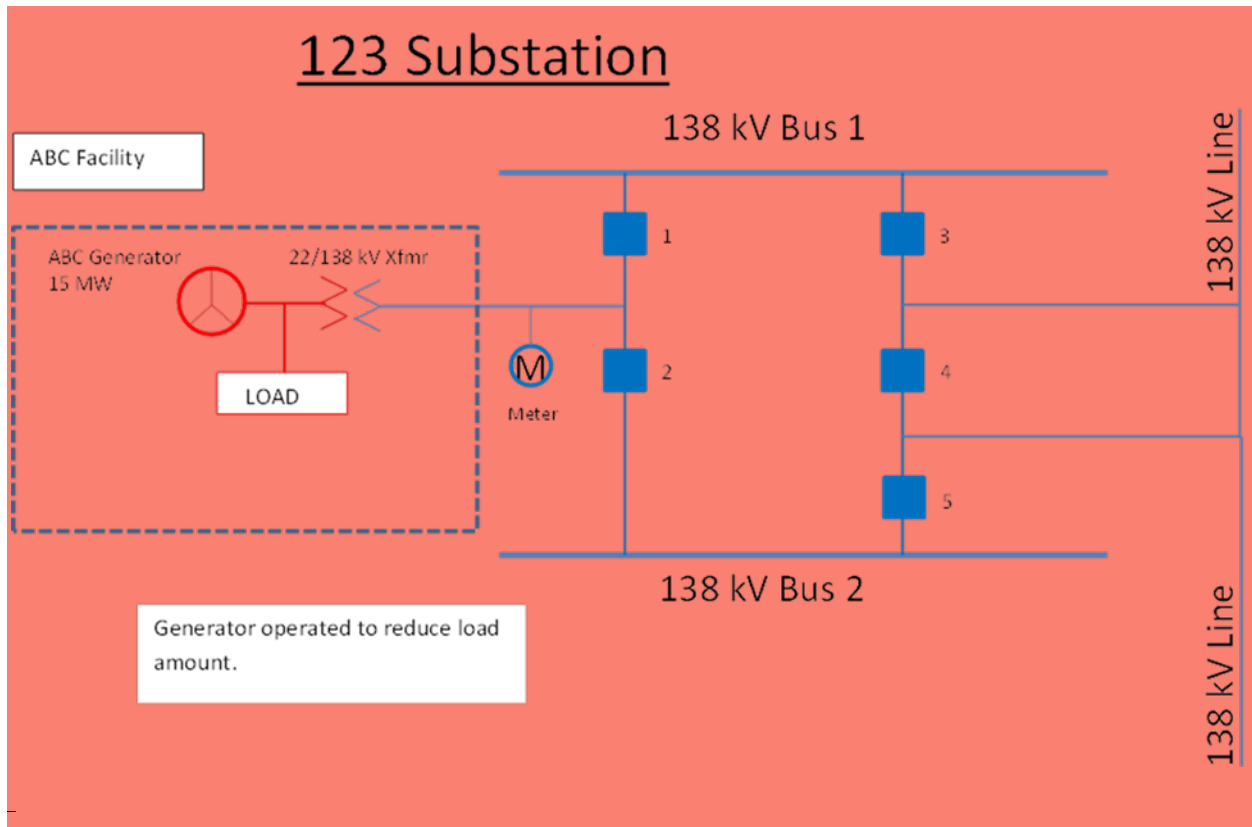 123 Substation
138 kV Bus 1
138 kV Line
ABC Facility
ABC Generator
15 MW
22/138 kV Xfmr
1
3
LOAD
M
Meter
2
4
5
138 kV Bus 2
Generator operated to reduce load
amount.
138 kV Line